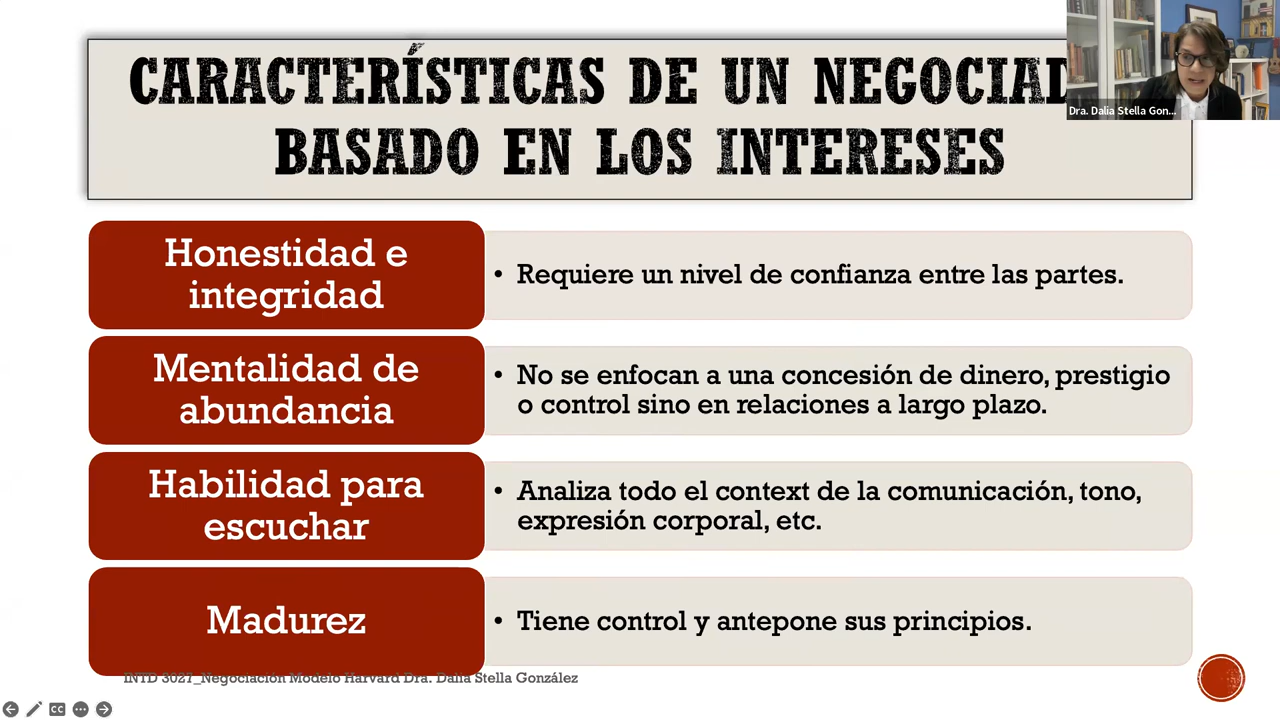 CARACTERÍSTICAS DE UN
BASADO EN LOS INTERESES
Dra. Dalia Stella Gon...
Honestidad e
integridad
• Requiere un nivel de confianza entre las partes.
Mentalidad de
abundancia
• No se enfocan a una concesión de dinero, prestigio
o control sino en relaciones a largo plazo.
Habilidad para
escuchar
• Analiza todo el context de la comunicación, tono,
expresión corporal, etc.
Madurez
• Tiene control y antepone sus principios.
INTD 3027_Negociación Modelo Harvard Dra. Dalia Stella González
CC